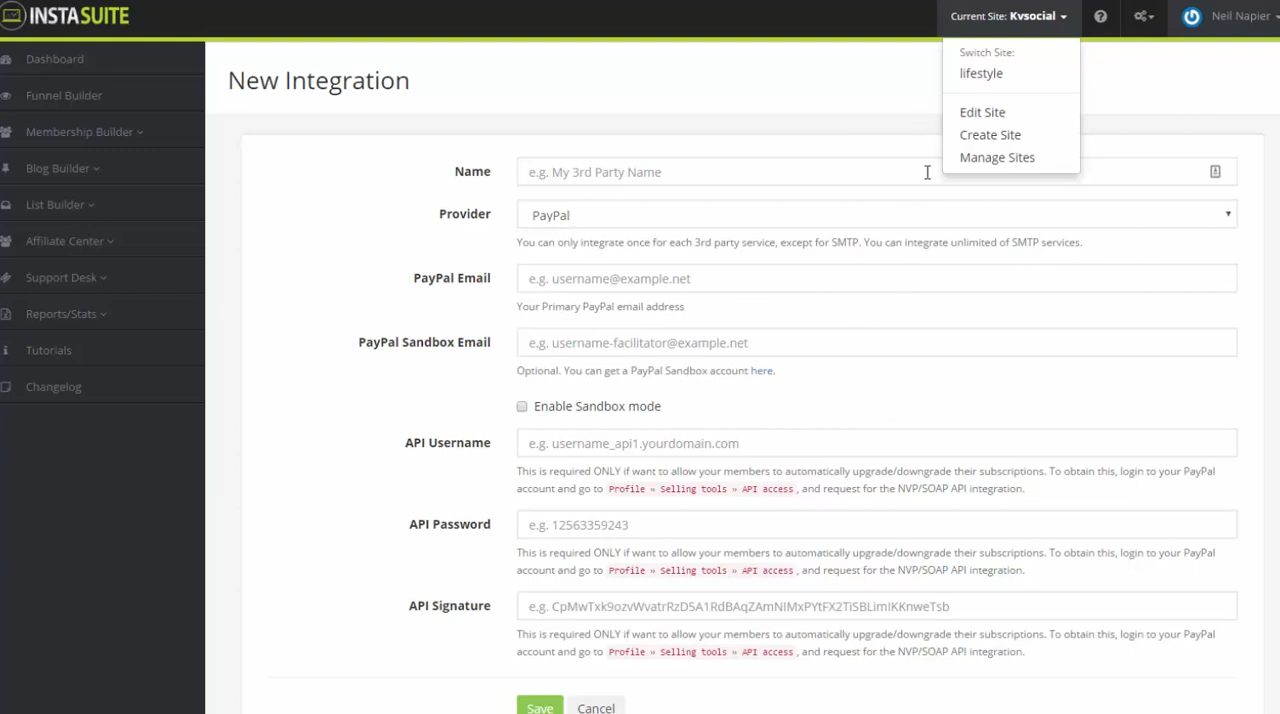 INSTASUITE
Current Site: Kvsocial
Neil Napier
Switch Site:
lifestyle
Edit Site
Create Site
Manage Sites
Dashboard
Funnel Builder
Membership Builder
Blog Builder
List Builder
Affiliate Center
Support Desk
Reports/Stats
Tutorials
Changelog
New Integration
Name
e.g. My 3rd Party Name
Provider
PayPal
You can only integrate once for each 3rd party service, except for SMTP. You can integrate unlimited of SMTP services.
PayPal Email
e.g. username@example.net
Your Primary PayPal email address
PayPal Sandbox Email
e.g. username-facilitator@example.net
Optional. You can get a PayPal Sandbox account here.
Enable Sandbox mode
API Username
e.g. username_api1.yourdomain.com
This is required ONLY if want to allow your members to automatically upgrade/downgrade their subscriptions. To obtain this, login to your PayPal
account and go to Profile » Selling tools » API access, and request for the NVP/SOAP API integration.
API Password
e.g. 12563359243
This is required ONLY if want to allow your members to automatically upgrade/downgrade their subscriptions. To obtain this, login to your PayPal
account and go to Profile » Selling tools » API access, and request for the NVP/SOAP API integration.
API Signature
e.g. CpMwTxk9ozvWvatrRzD5A1RdBAqZAmNIMxPYtFX2TiSBLimIKKnweTsb
This is required ONLY if want to allow your members to automatically upgrade/downgrade their subscriptions. To obtain this, login to your PayPal
account and go to Profile » Selling tools » API access, and request for the NVP/SOAP API integration.
Save
Cancel